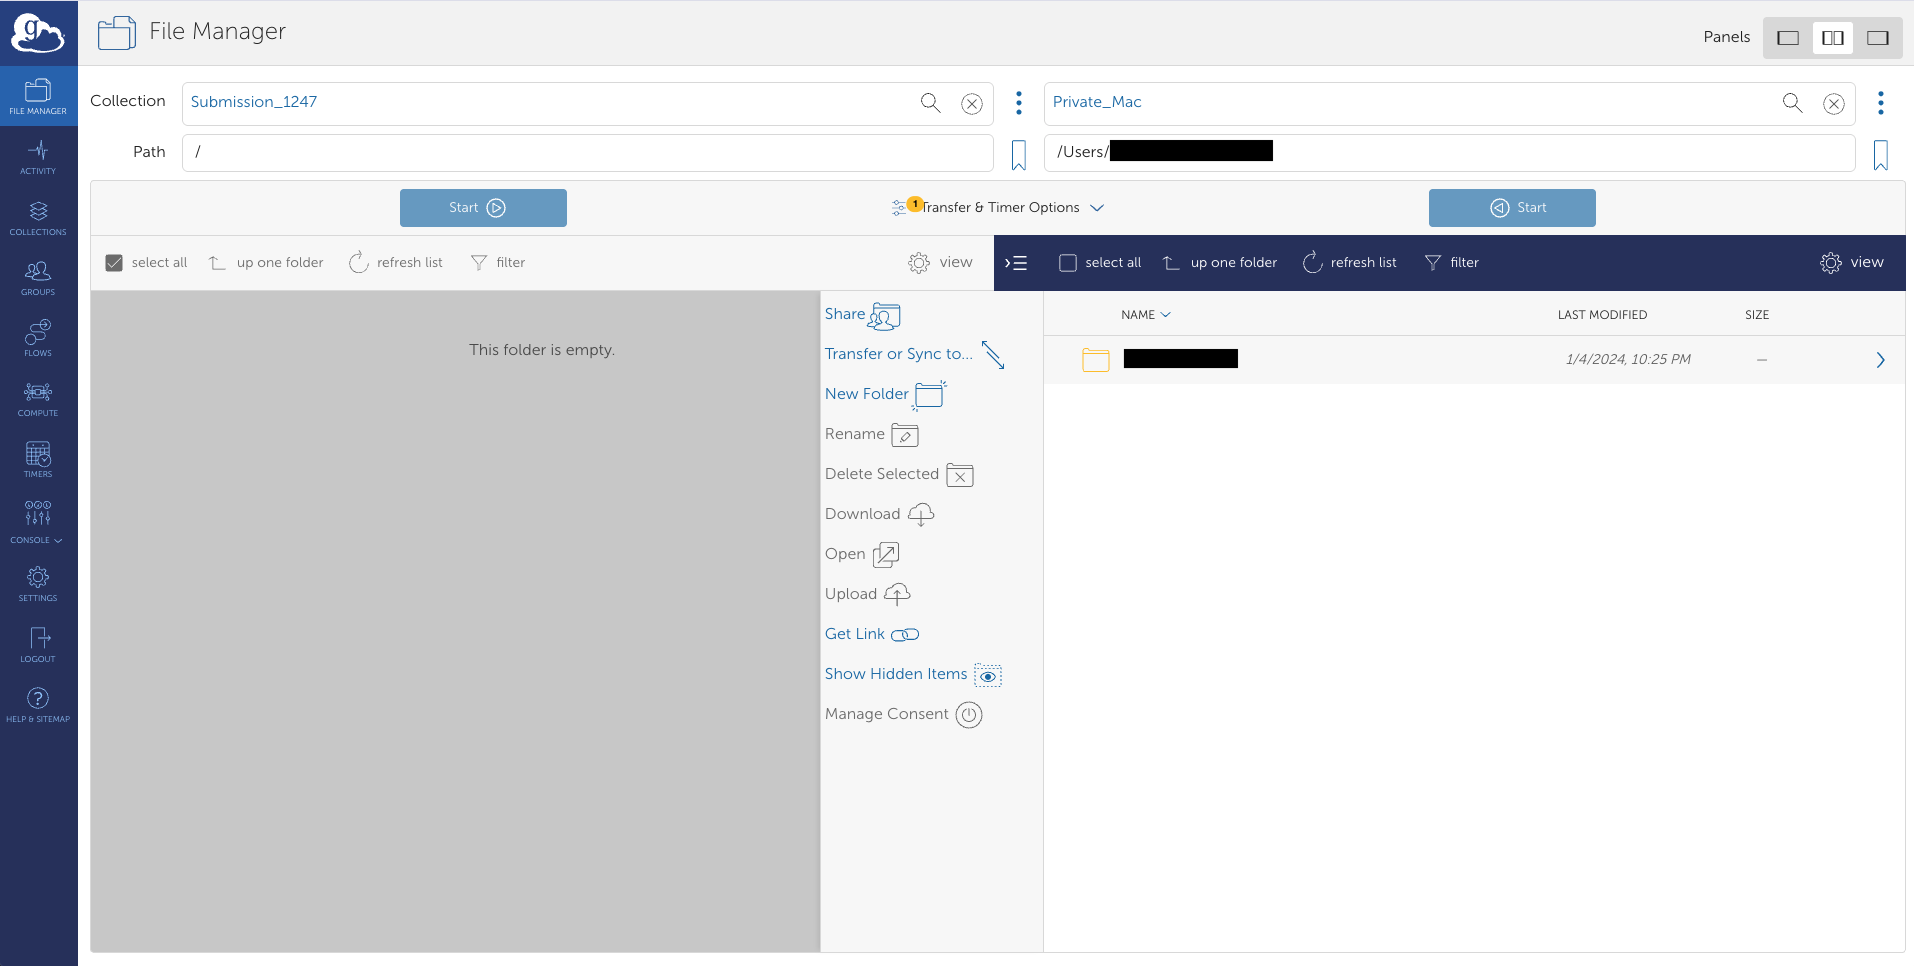 g
File Manager
Panels
FILE MANAGER
ACTIVITY
COLLECTIONS
GROUPS
FLOWS
COMPUTE
TIMERS
CONSOLE
SETTINGS
LOGOUT
HELP & SITEMAP
Collection
Submission_1247
Private_Mac
Path
/
/Users/
Start
1
Transfer & Timer Options
Start
select all
up one folder
refresh list
filter
view
select all
up one folder
refresh list
filter
view
This folder is empty.
Share
Transfer or Sync to...
New Folder
Rename
Delete Selected
Download
Open
Upload
Get Link
Show Hidden Items
Manage Consent
NAME
LAST MODIFIED
SIZE
1/4/2024, 10:25 PM
—